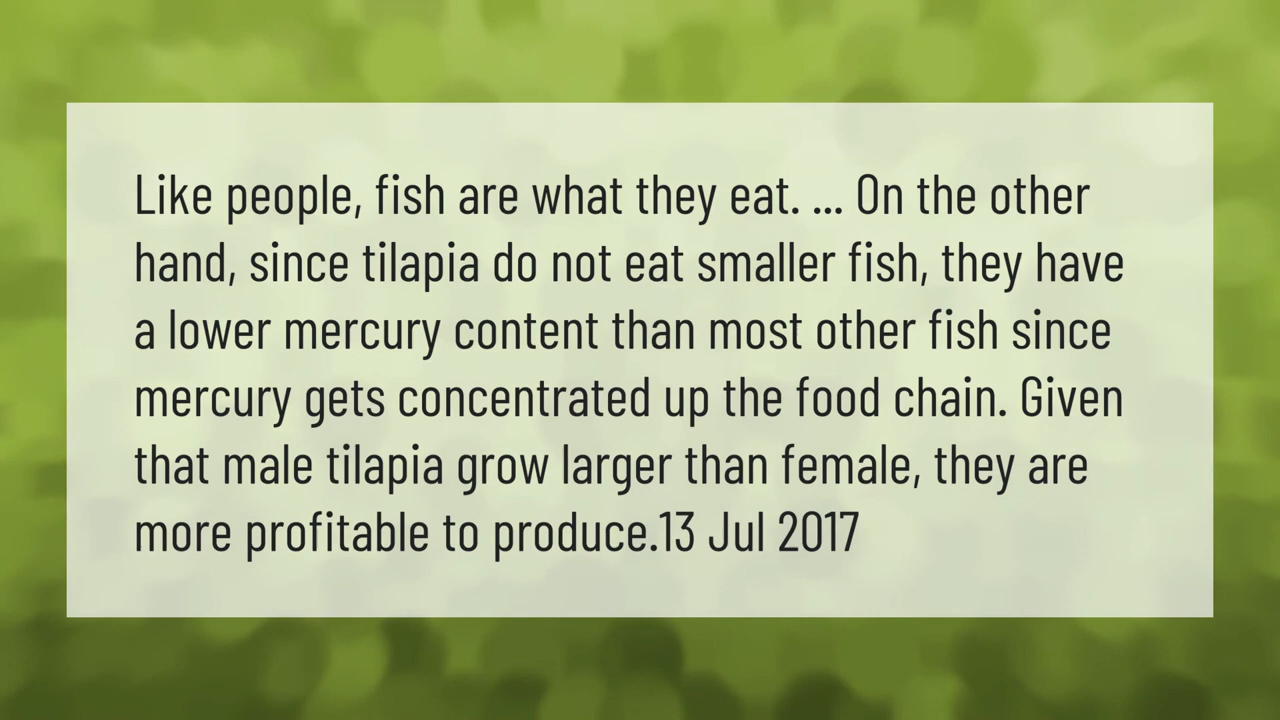 Like people, fish are what they eat. ... On the other
hand, since tilapia do not eat smaller fish, they have
a lower mercury content than most other fish since
mercury gets concentrated up the food chain. Given
that male tilapia grow larger than female, they are
more profitable to produce.13 Jul 2017